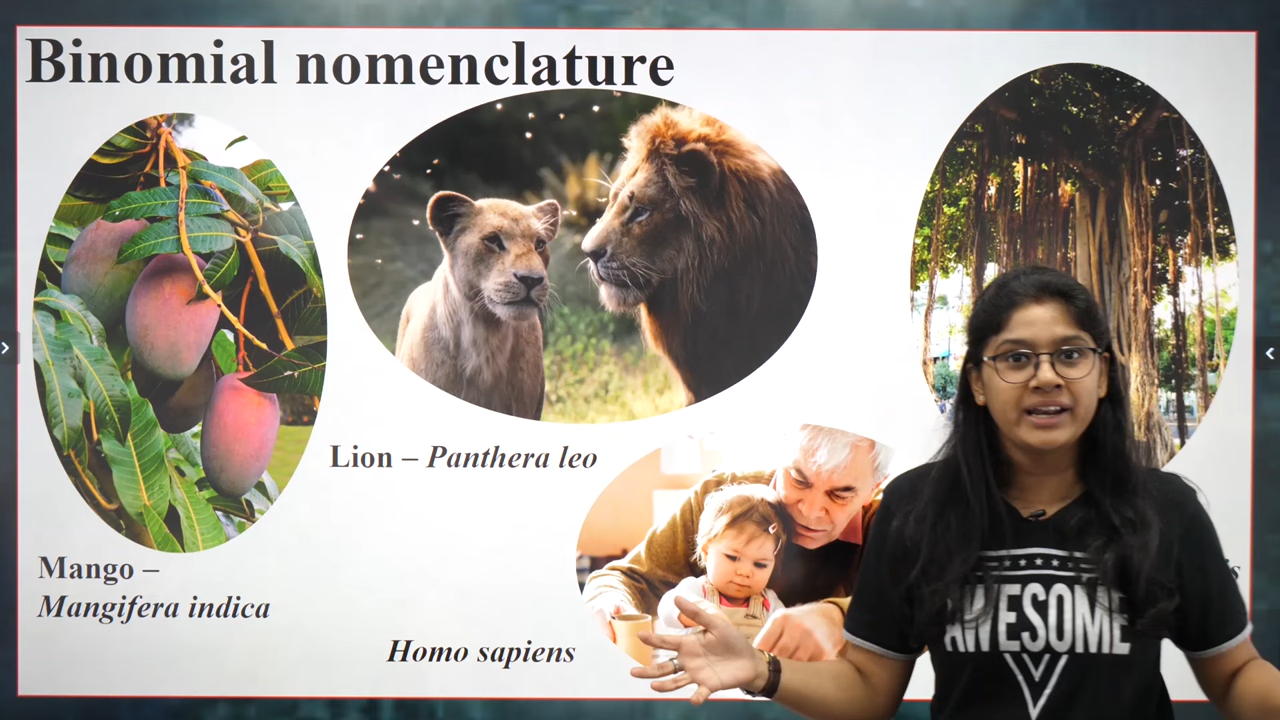 Binomial nomenclature
Lion – Panthera leo
Mango –
Mangifera indica
Homo sapiens
AWESOME